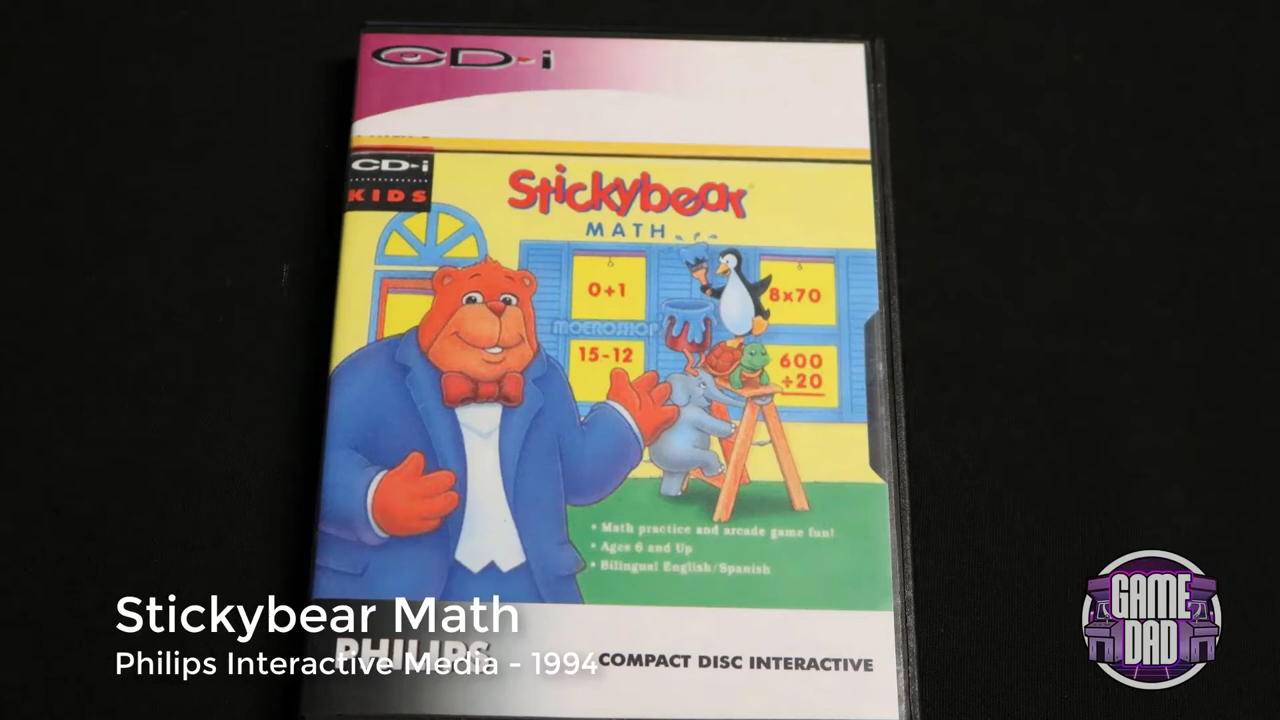 CD-i
CD-i
KIDS
Stickybear
MATH
0+1
8x70
MOEROSHOP
15-12
600
÷20
• Math practice and arcade game fun!
• Ages 6 and Up
• Bilingual English/Spanish
Stickybear Math
PHILIPS
Philips Interactive Media - 1994
COMPACT DISC INTERACTIVE
GAME
DAD